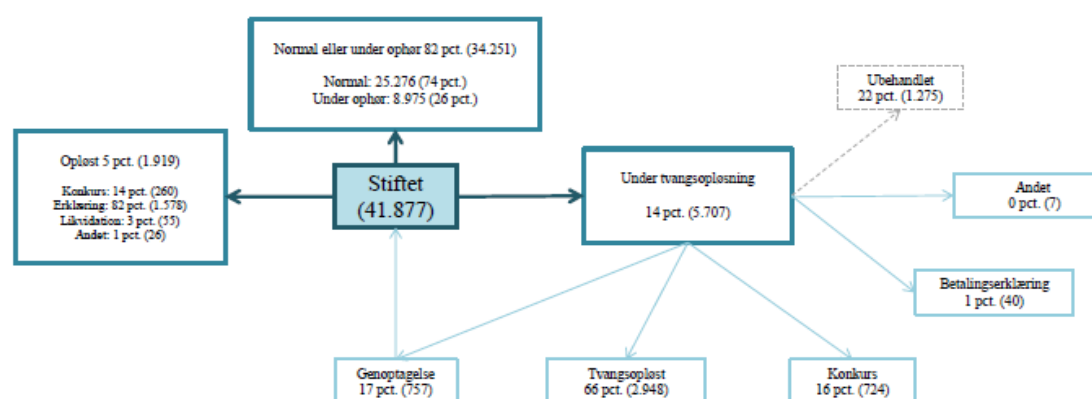 Normal eller under ophør 82 pct. (34.251)
Normal: 25.276 (74 pct.)
Under ophør: 8.975 (26 pct.)
Ubehandlet
22 pct. (1.275)
Opløst 5 pct. (1.919)
Konkurs: 14 pct. (260)
Erklæring: 82 pct. (1.578)
Likvidation: 3 pct. (55)
Andet: 1 pct. (26)
Stiftet
(41.877)
Under tvangsopløsning
14 pct. (5.707)
Andet
0 pct. (7)
Betalingserklæring
1 pct. (40)
Genoptagelse
17 pct. (757)
Tvangsopløst
66 pct. (2.948)
Konkurs
16 pct. (724)